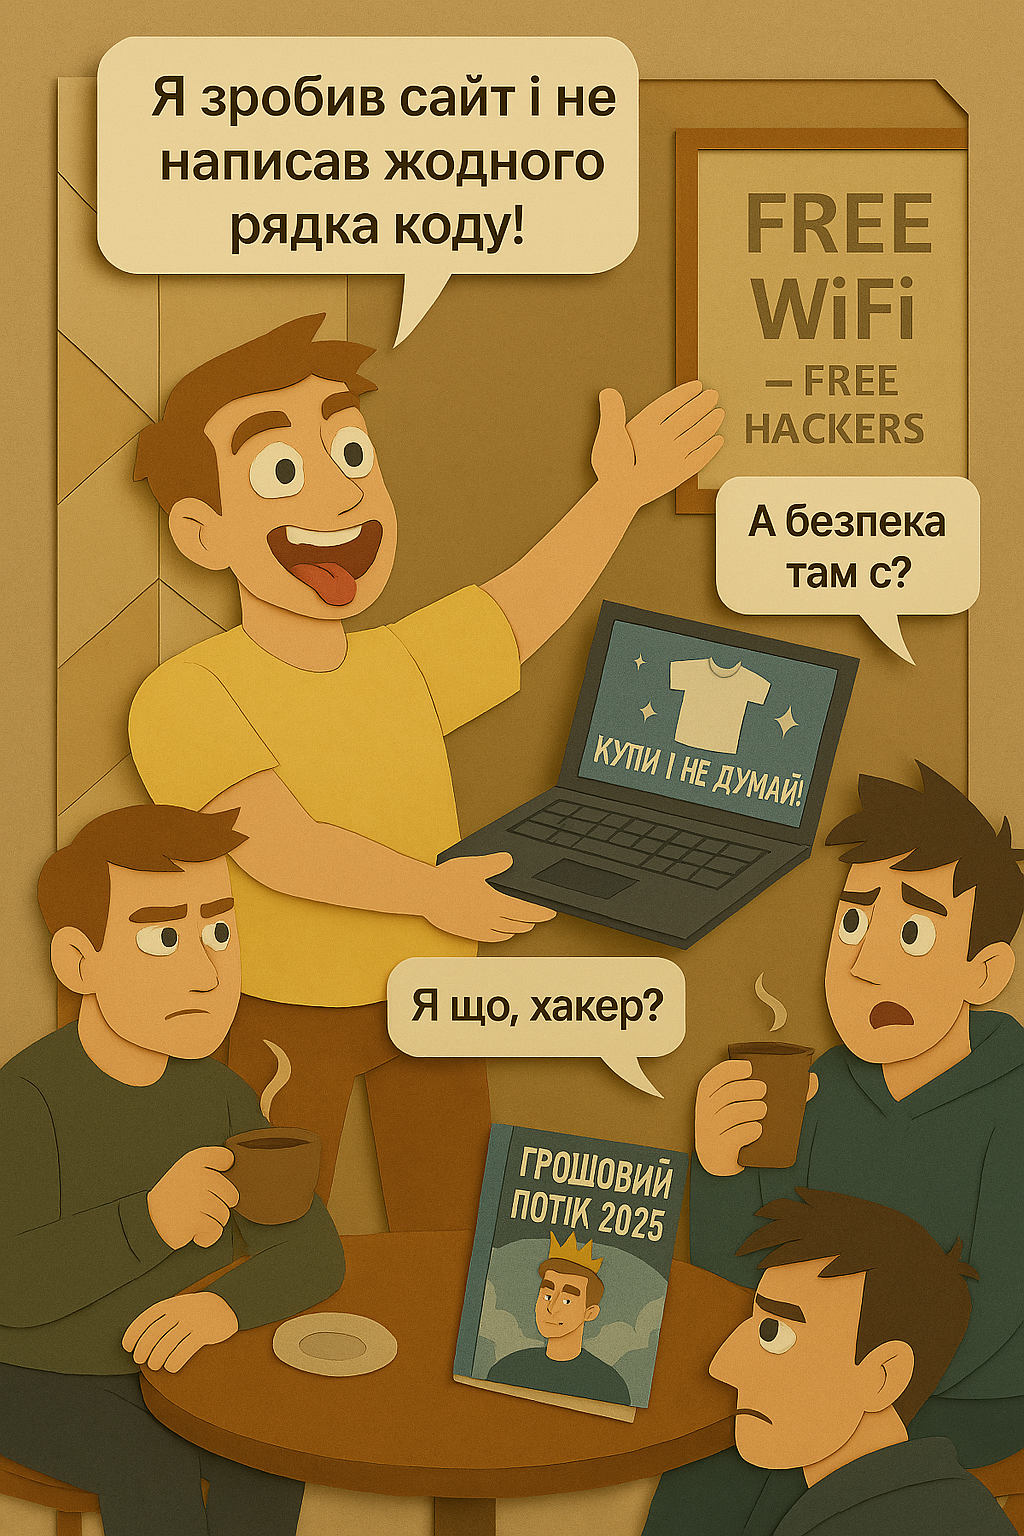 Я зробив сайт і не
написав жодного
рядка коду!
FREE
WiFi
– FREE
HACKERS
А безпека
там є?
КУПИ І НЕ ДУМАЙ!
Я що, хакер?
ГРОШОВИЙ
ПОТІК 2025